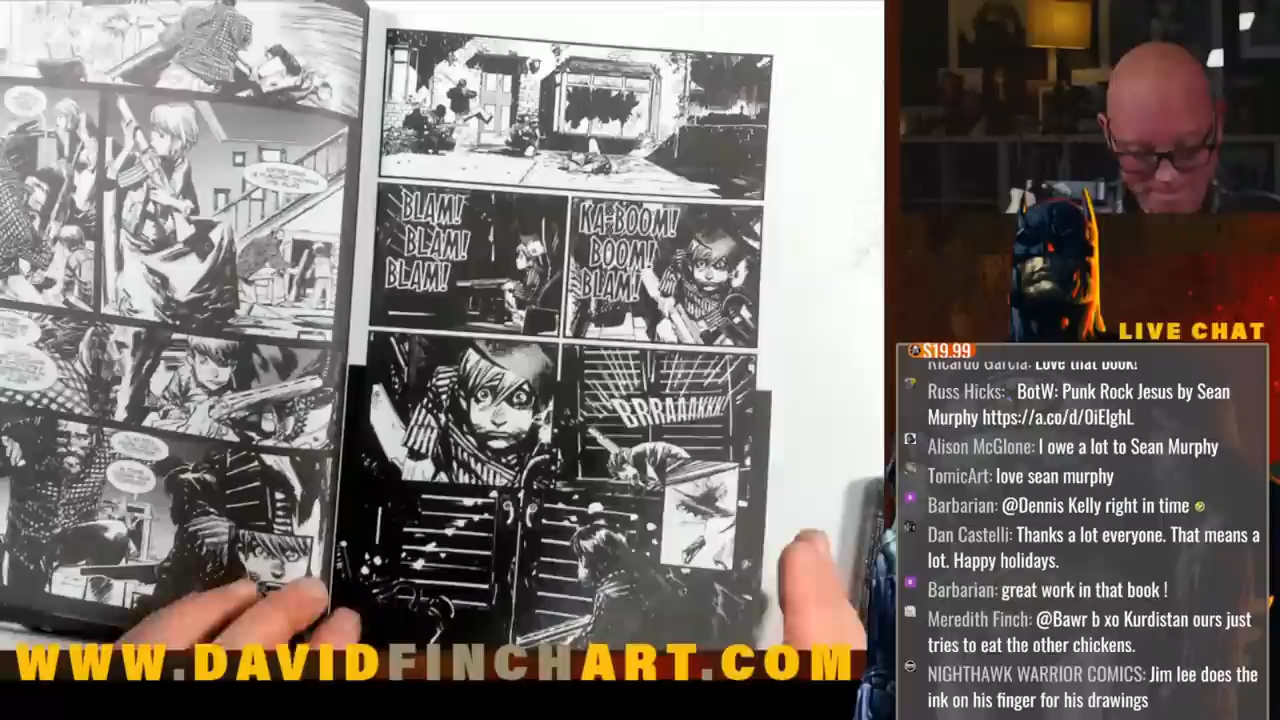 BLAM!
BLAM!
BLAM!
KA-BOOM!
BOOM!
BLAM!
BRRAAAKKK!
WWW.DAVIDFINCHART.COM
LIVE CHAT
$19.99
Ricardo Garcia: Love that book!
Russ Hicks: BotW: Punk Rock Jesus by Sean
Murphy https://a.co/d/0iEIghL
Alison McGlone: I owe a lot to Sean Murphy
TomicArt: love sean murphy
Barbarian: @Dennis Kelly right in time
Dan Castelli: Thanks a lot everyone. That means a
lot. Happy holidays.
Barbarian: great work in that book !
Meredith Finch: @Bawr b xo Kurdistan ours just
tries to eat the other chickens.
NIGHTHAWK WARRIOR COMICS: Jim lee does the
ink on his finger for his drawings